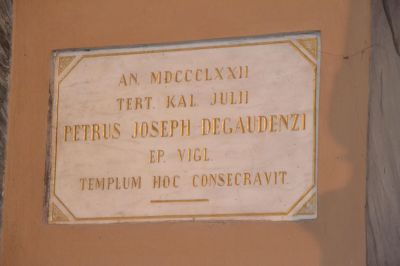 AN. MDCCCLXXII
TERT. KAL. JULII
PETRUS JOSEPH DEGAUDENZI
EP. VIGL.
TEMPLUM HOC CONSECRAVIT.